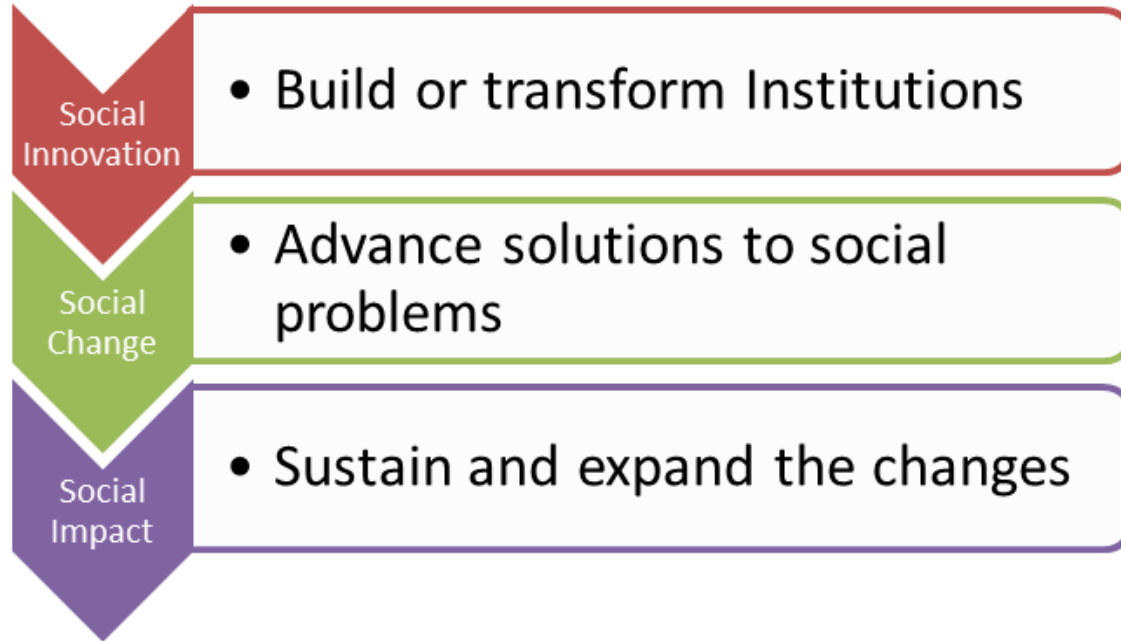 Social
Innovation
• Build or transform Institutions
Social
Change
• Advance solutions to social
problems
Social
Impact
• Sustain and expand the changes